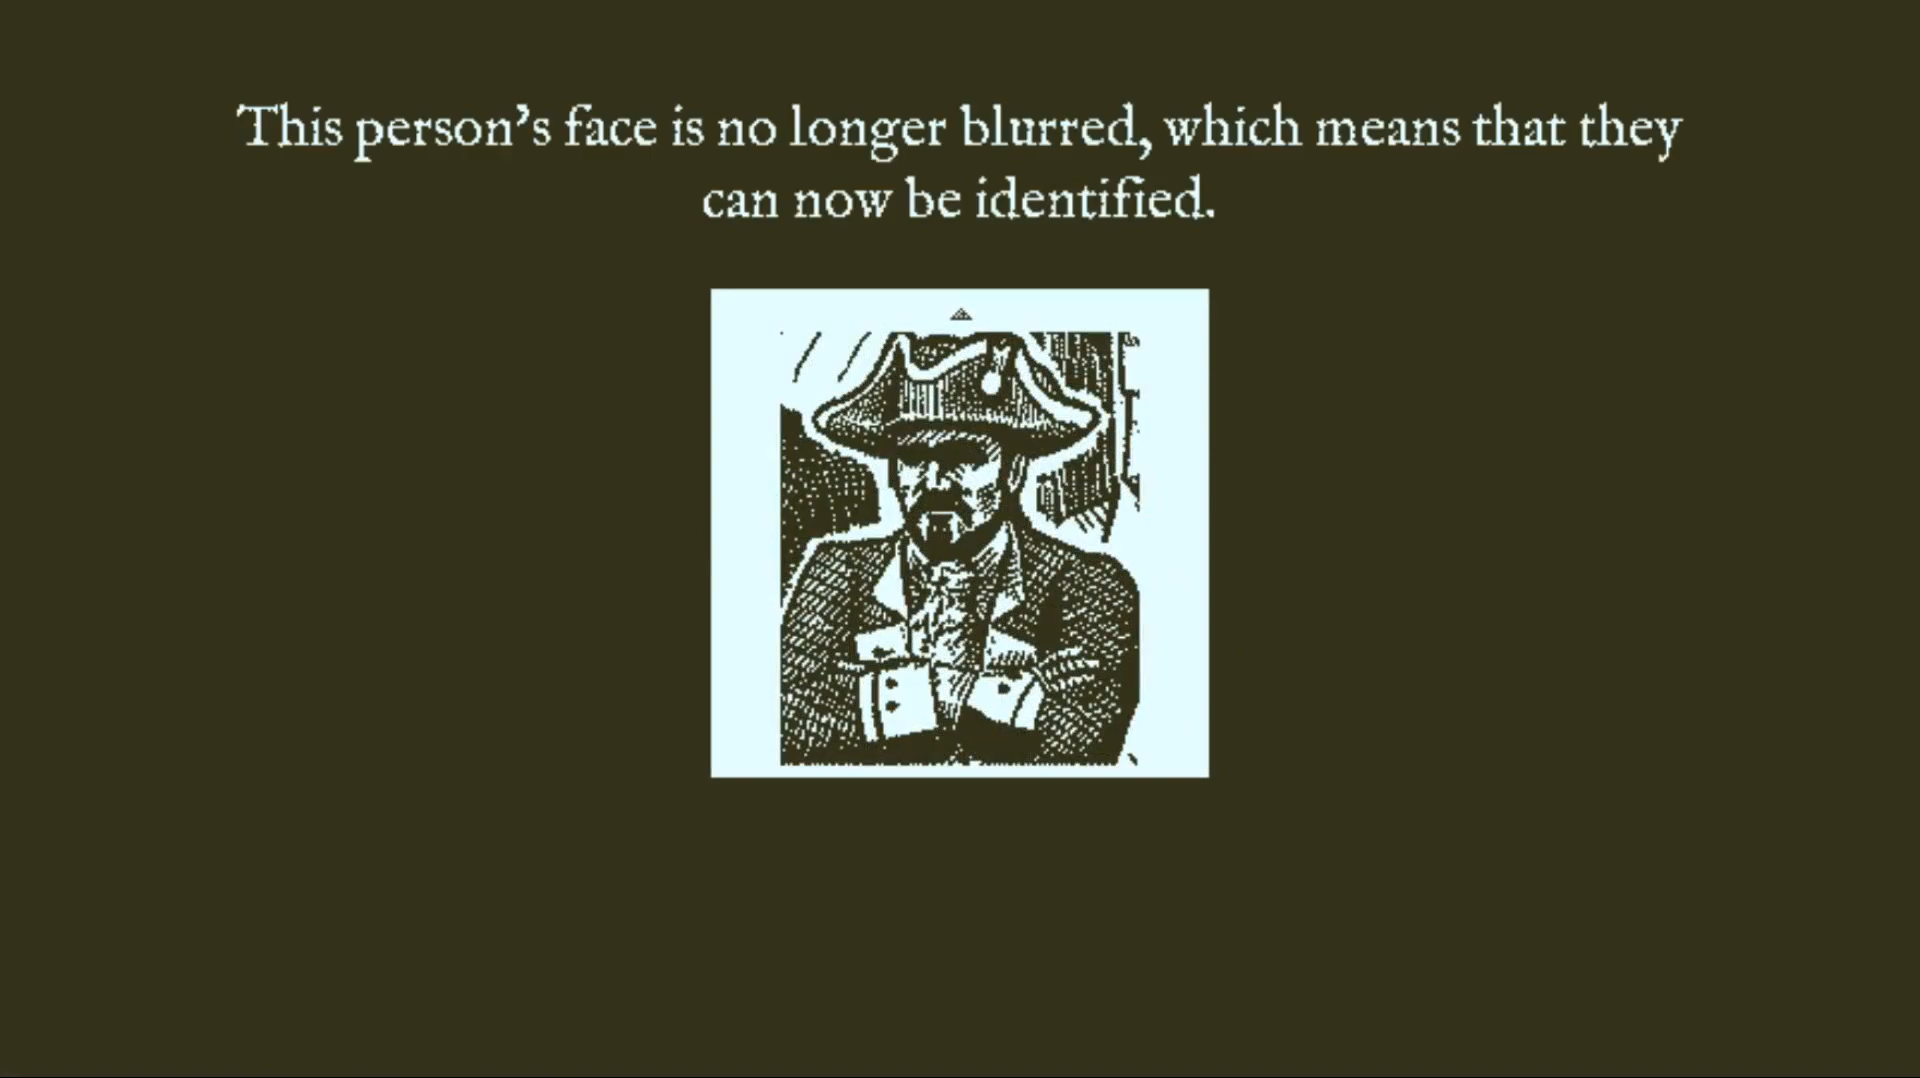 This person’s face is no longer blurred, which means that they
can now be identified.